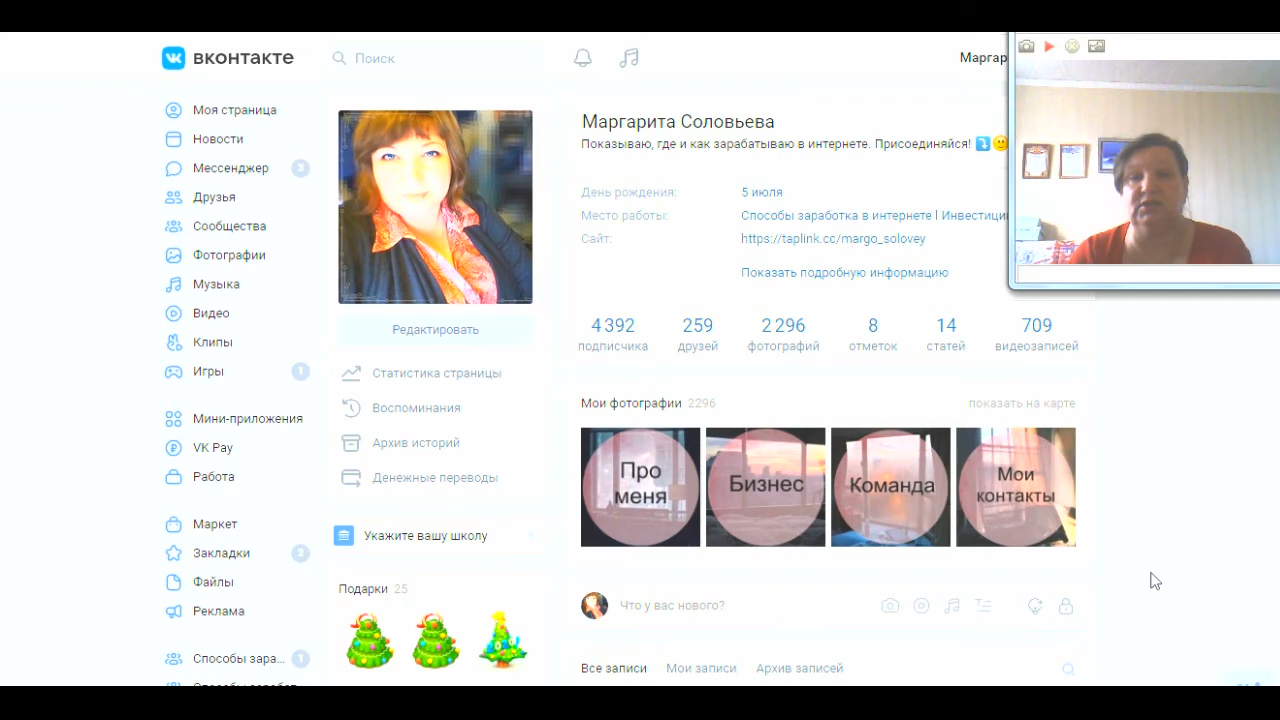 вконтакте
Поиск
Маргар
Моя страница
Новости
Мессенджер 3
Друзья
Сообщества
Фотографии
Музыка
Видео
Клипы
Игры 1
Мини-приложения
VK Pay
Работа
Маркет
Закладки 2
Файлы
Реклама
Способы зара... 1
Редактировать
Статистика страницы
Воспоминания
Архив историй
Денежные переводы
Укажите вашу школу
Подарки 25
Маргарита Соловьева
Показываю, где и как зарабатываю в интернете. Присоединяйся!
День рождения: 5 июля
Место работы: Способы заработка в интернете | Инвестици
Сайт: https://taplink.cc/margo_solovey
Показать подробную информацию
4 392 259 2 296 8 14 709
подписчика друзей фотографий отметок статей видеозаписей
Мои фотографии 2296 показать на карте
Про
меня
Бизнес
Команда
Мои
контакты
Что у вас нового?
Все записи Мои записи Архив записей